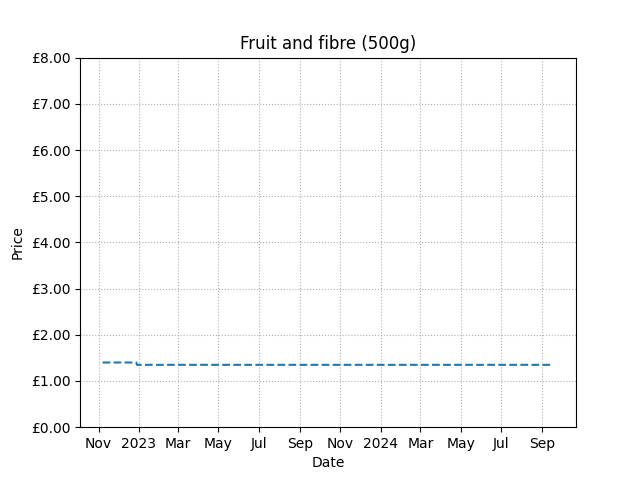 Fruit and fibre (500g)
£8.00
£7.00
£6.00
£5.00
£4.00
£3.00
£2.00
£1.00
£0.00
Price
Nov 2023 Mar May Jul Sep Nov 2024 Mar May Jul Sep
Date